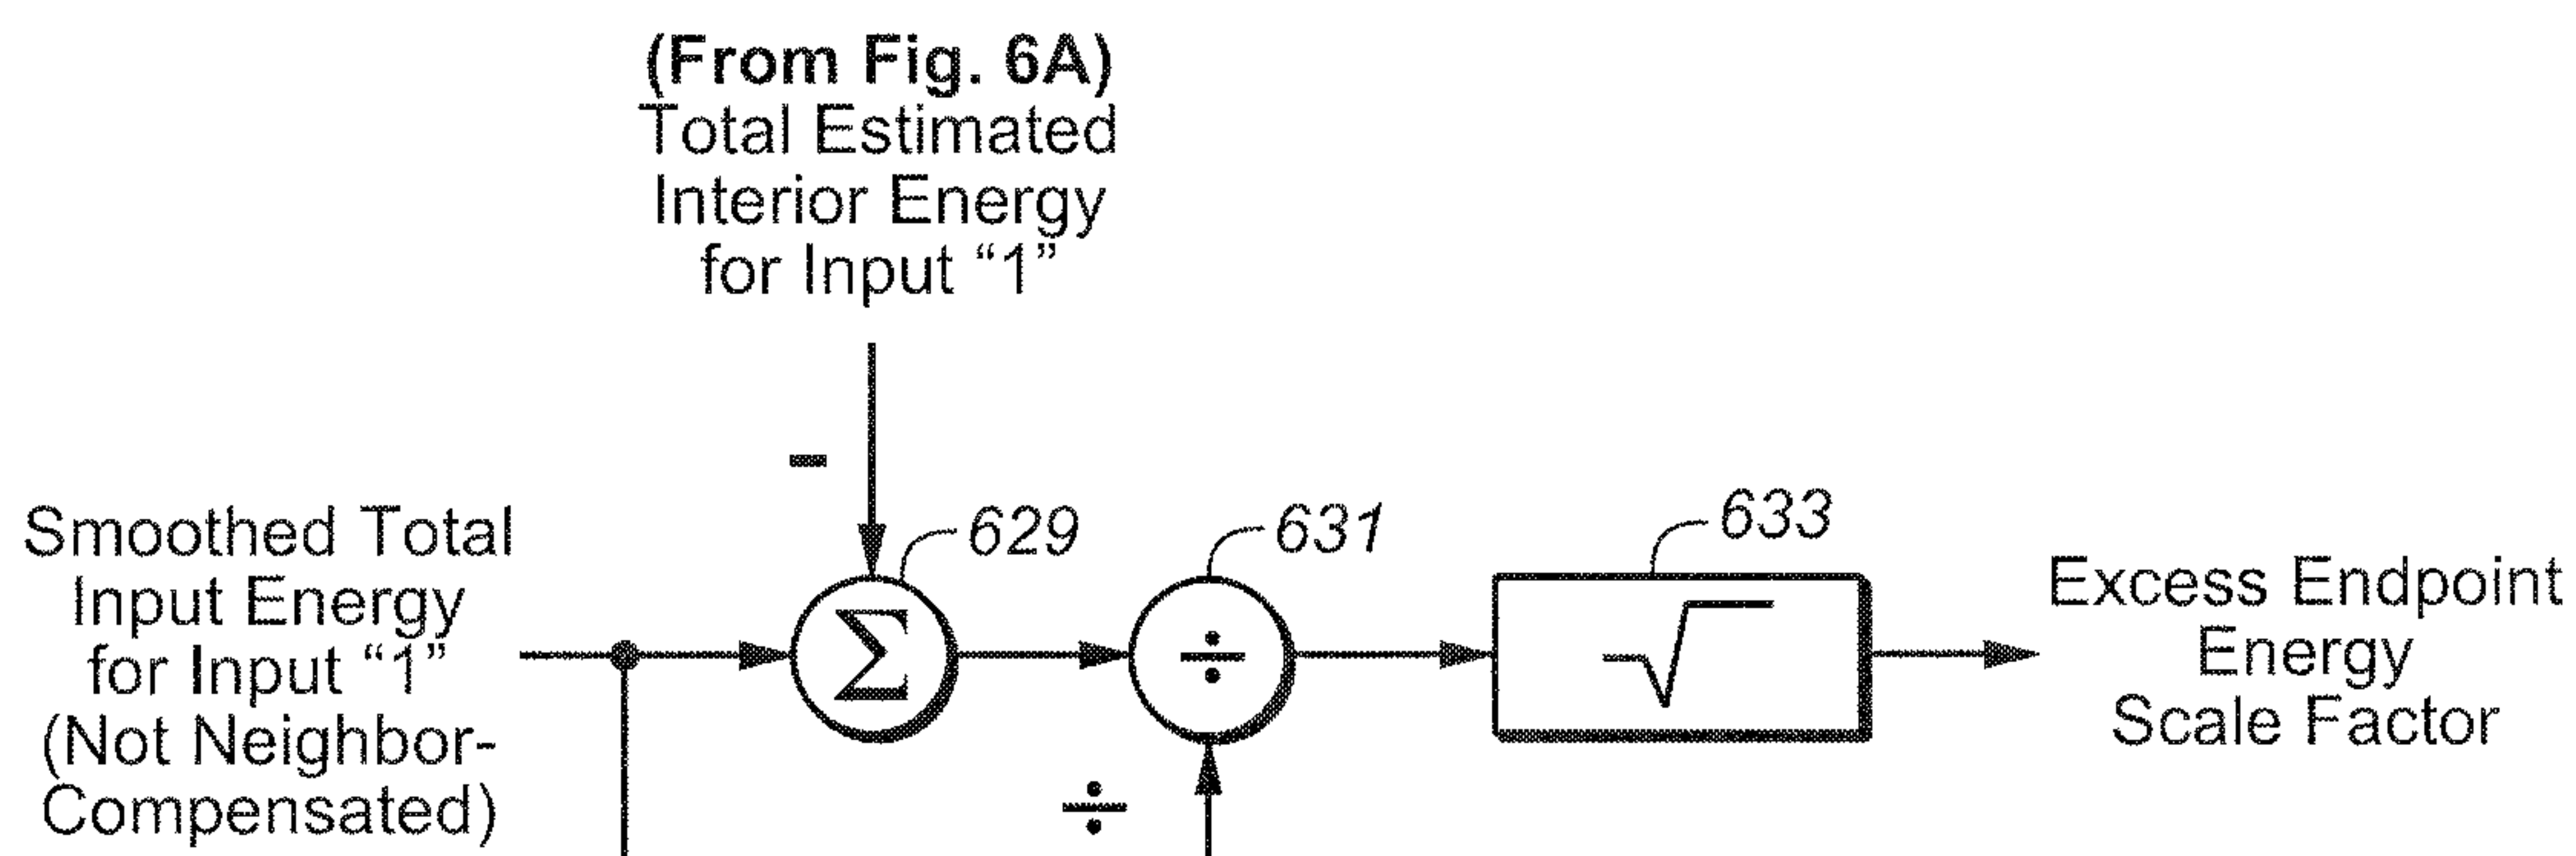 (From Fig. 6A)
Total Estimated
Interior Energy
for Input “1”
-
Smoothed Total
Input Energy
for Input “1”
(Not Neighbor-
Compensated)
629
Σ
631
÷
÷
633
√
Excess Endpoint
Energy
Scale Factor